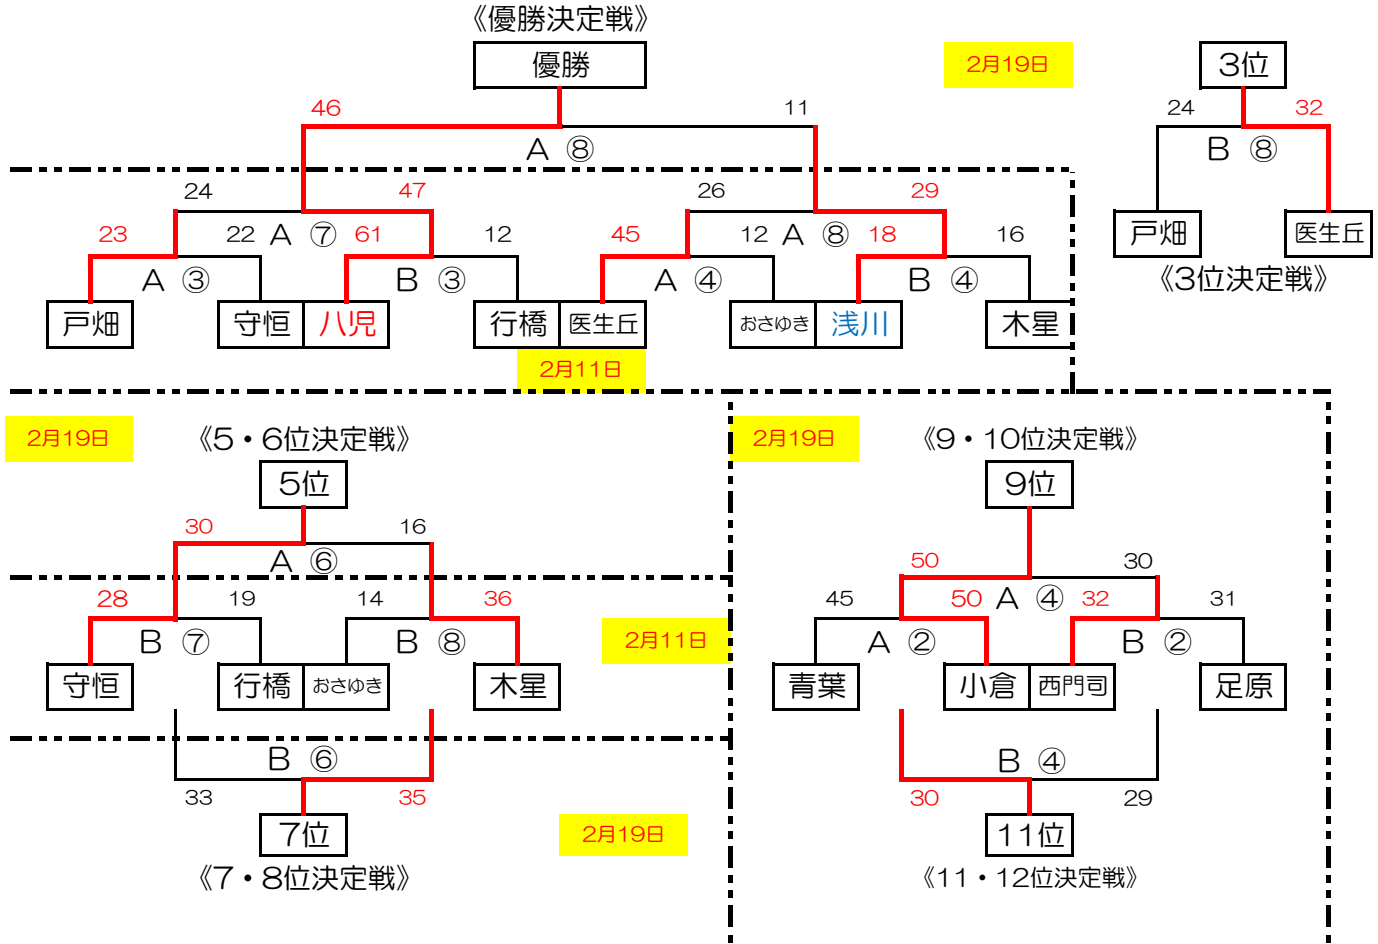 《優勝決定戦》
優勝
2月19日
3位
46
11
24
32
A ⑧
B ⑧
24
47
26
29
23
22
A ⑦
61
12
45
12
A ⑧
18
16
戸畑
医生丘
A ③
B ③
A ④
B ④
《3位決定戦》
戸畑
守恒
八児
行橋
医生丘
おさゆき
浅川
木星
2月11日
2月19日
《5・6位決定戦》
5位
30
16
A ⑥
28
19
14
36
B ⑦
B ⑧
2月11日
守恒
行橋
おさゆき
木星
B ⑥
33
35
7位
2月19日
《7・8位決定戦》
2月19日
《9・10位決定戦》
9位
50
30
45
50
A ④
32
31
A ②
B ②
青葉
小倉
西門司
足原
B ④
30
29
11位
《11・12位決定戦》